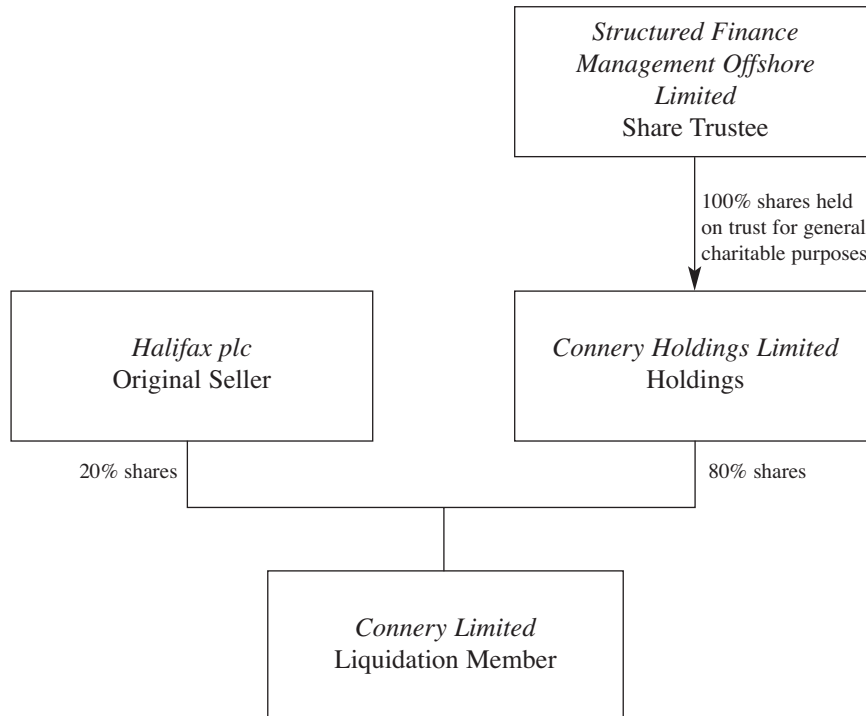 Structured Finance
Management Offshore
Limited
Share Trustee
100% shares held
on trust for general
charitable purposes
Halifax plc
Original Seller
Connery Holdings Limited
Holdings
20% shares
80% shares
Connery Limited
Liquidation Member